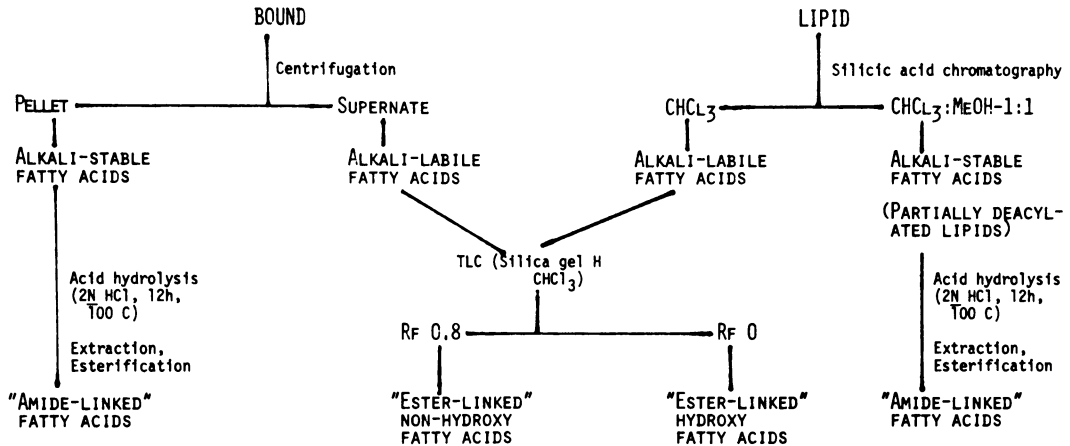 BOUND
LIPID
Centrifugation
Silicic acid chromatography
PELLET
SUPERNATE
CHCL3
CHCL3:MEOH-1:1
ALKALI-STABLE
FATTY ACIDS
ALKALI-LABILE
FATTY ACIDS
ALKALI-LABILE
FATTY ACIDS
ALKALI-STABLE
FATTY ACIDS
(PARTIALLY DEACYL-
ATED LIPIDS)
TLC (Silica gel H
CHCl3)
Acid hydrolysis
(2N HCl, 12h,
100 C)
Acid hydrolysis
(2N HCl, 12h,
100 C)
RF 0.8
RF 0
Extraction,
Esterification
Extraction,
Esterification
"AMIDE-LINKED"
FATTY ACIDS
"ESTER-LINKED"
NON-HYDROXY
FATTY ACIDS
"ESTER-LINKED"
HYDROXY
FATTY ACIDS
"AMIDE-LINKED"
FATTY ACIDS